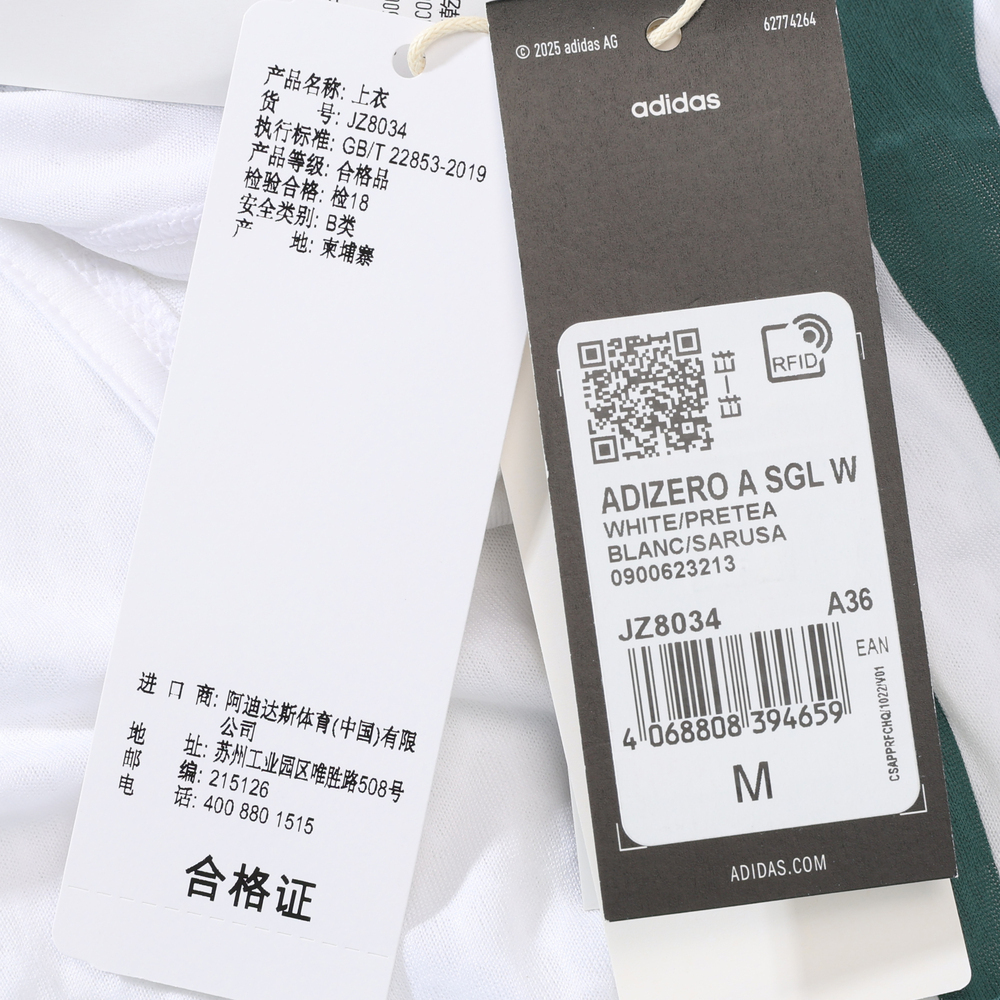 产品名称: 上衣
货 号: JZ8034
执行标准: GB/T 22853-2019
产品等级: 合格品
检验合格: 检18
安全类别: B类
产 地: 柬埔寨
进 口 商: 阿迪达斯体育(中国)有限
公司
地 址: 苏州工业园区唯胜路508号
邮 编: 215126
电 话: 400 880 1515
合格证
© 2025 adidas AG
62774264
adidas
扫一扫
RFID
ADIZERO A SGL W
WHITE/PRETEA
BLANC/SARUSA
0900623213
JZ8034
A36
EAN
4 068808 394659
CSAPPRFCHQ/1022/V01
M
ADIDAS.COM